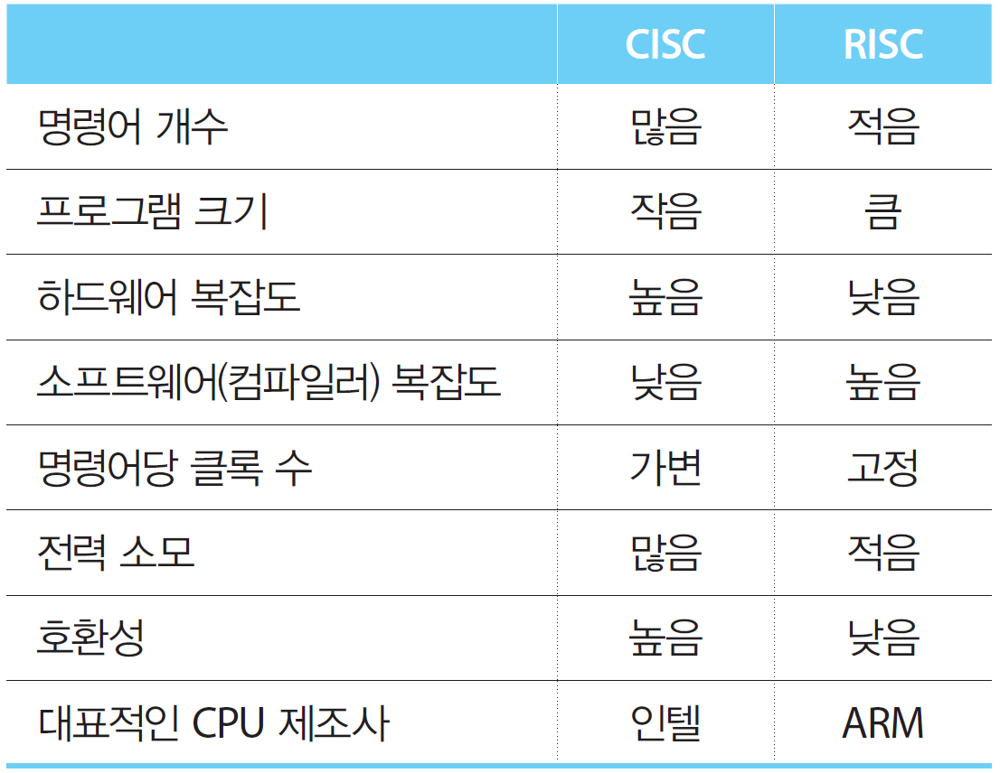 CISC RISC
명령어 개수 많음 적음
프로그램 크기 작음 큼
하드웨어 복잡도 높음 낮음
소프트웨어(컴파일러) 복잡도 낮음 높음
명령어당 클록 수 가변 고정
전력 소모 많음 적음
호환성 높음 낮음
대표적인 CPU 제조사 인텔 ARM